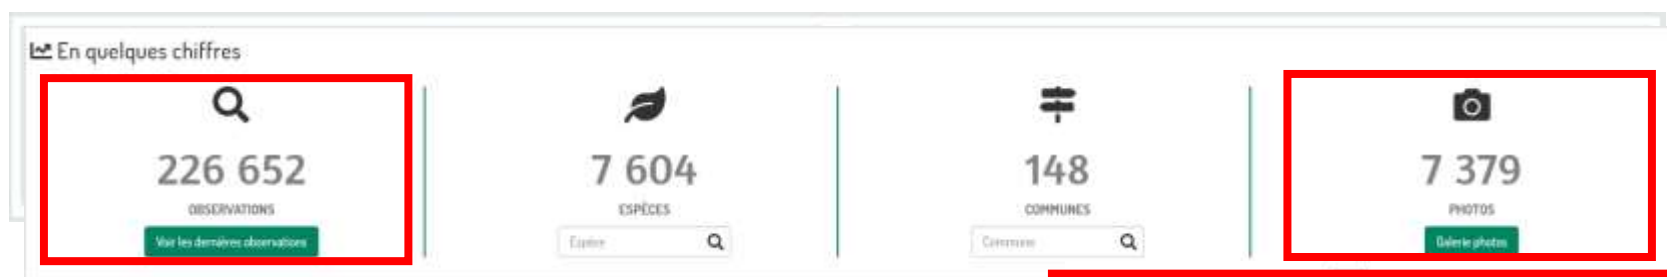 En quelques chiffres
226 652
OBSERVATIONS
Voir les dernières observations
7 604
ESPÈCES
Espèce
148
COMMUNES
Commune
7 379
PHOTOS
Galerie photos